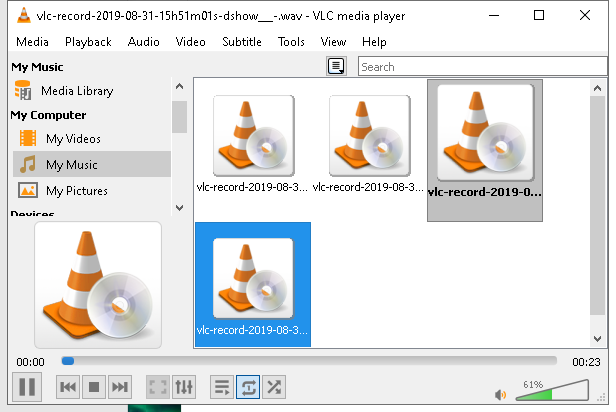 vlc-record-2019-08-31-15h51m01s-dshow__-.wav - VLC media player
Media Playback Audio Video Subtitle Tools View Help
My Music
Search
Media Library
My Computer
My Videos
My Music
My Pictures
Devices
vlc-record-2019-08-3...
vlc-record-2019-08-3...
vlc-record-2019-0...
vlc-record-2019-08-3...
00:00
00:23
61%